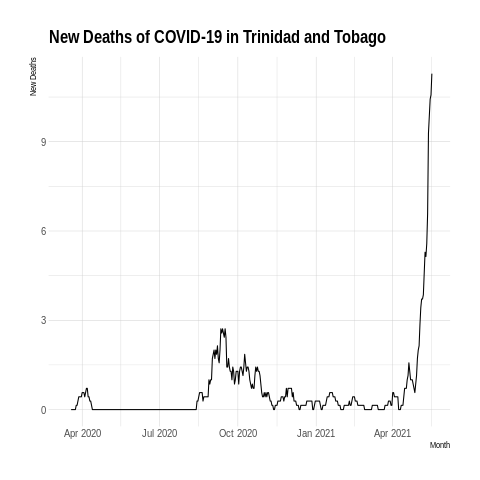 New Deaths of COVID-19 in Trinidad and Tobago
New Deaths
9
6
3
0
Apr 2020 Jul 2020 Oct 2020 Jan 2021 Apr 2021
Month